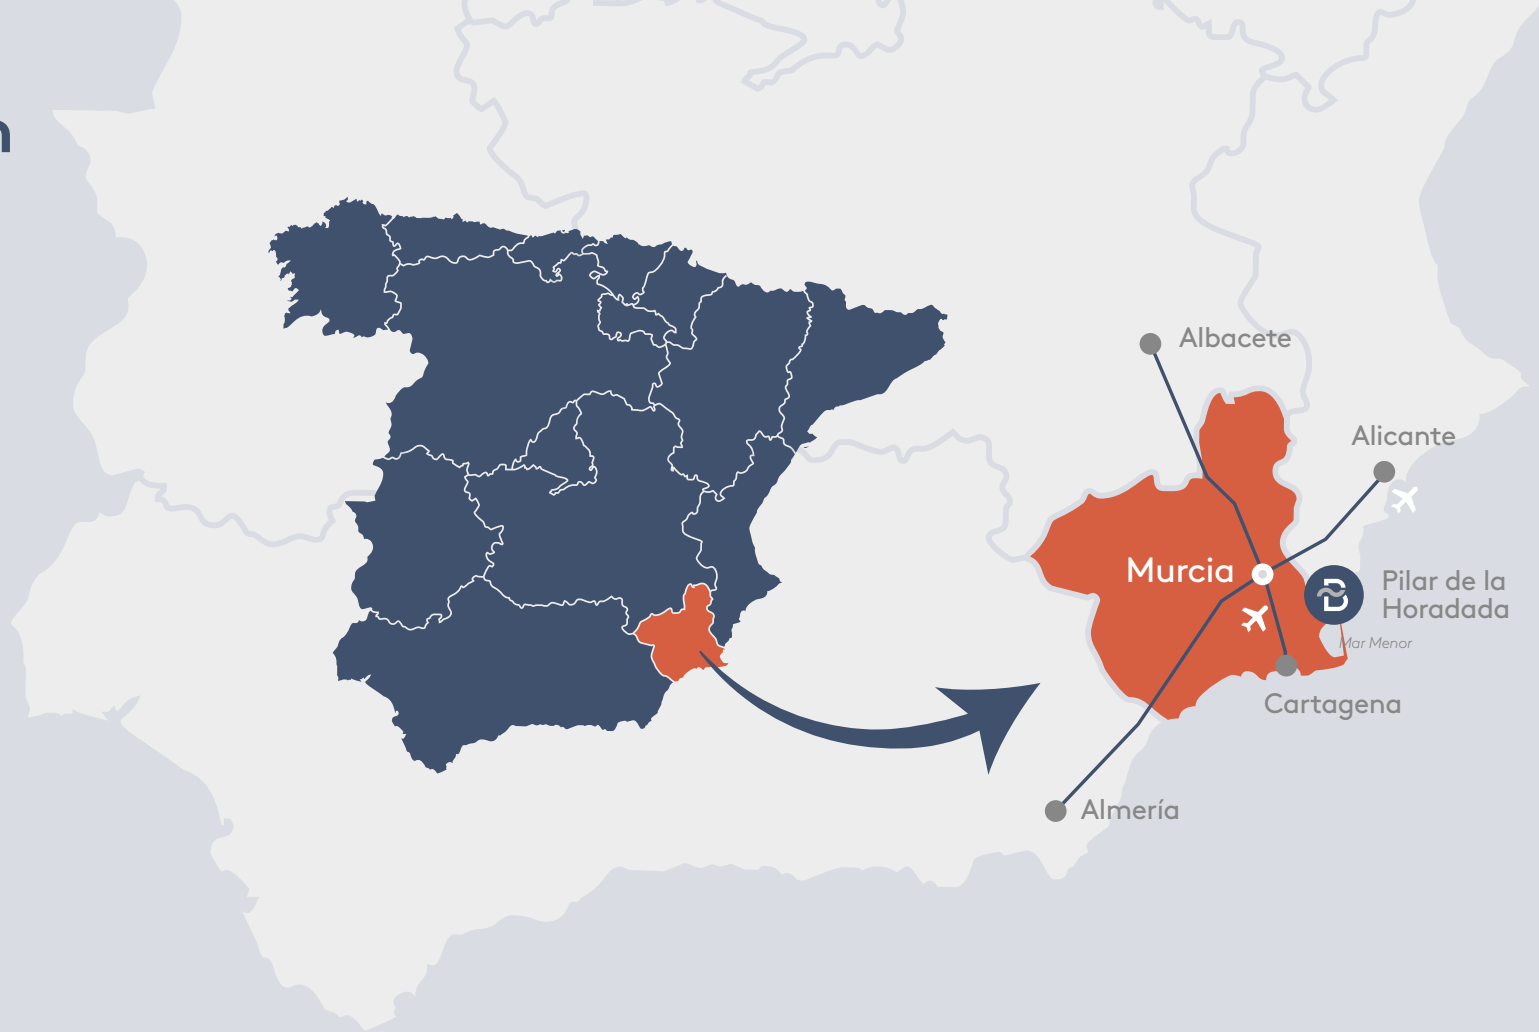 n
Albacete
Alicante
Murcia
B
Pilar de la
Horadada
Mar Menor
Cartagena
Almería